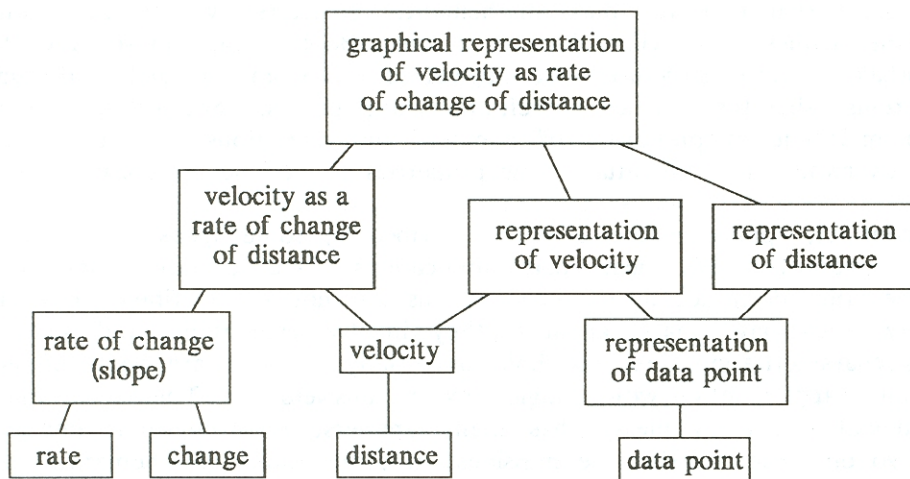 graphical representation
of velocity as rate
of change of distance
velocity as a
rate of change
of distance
representation
of velocity
representation
of distance
rate of change
(slope)
velocity
representation
of data point
rate
change
distance
data point